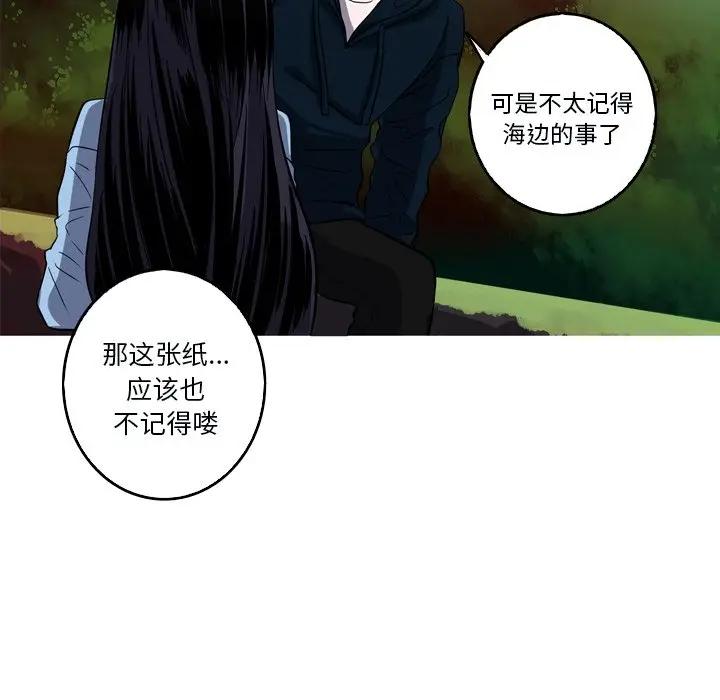 可是不太记得
海边的事了
那这张纸...
应该也
不记得喽